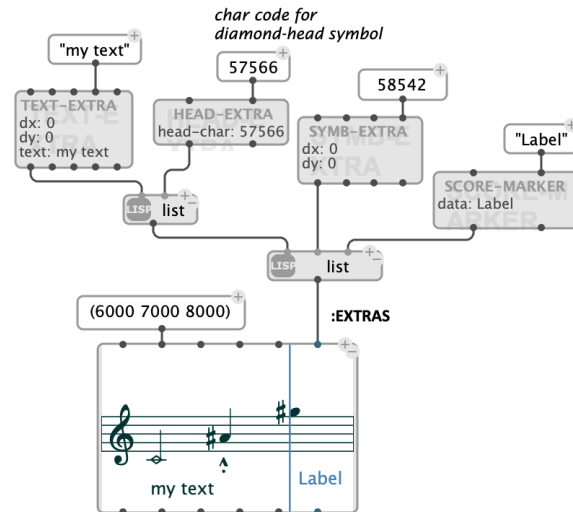 char code for
diamond-head symbol
"my text"
57566
58542
"Label"
TEXT-EXTRA
dx: 0
dy: 0
text: my text
HEAD-EXTRA
head-char: 57566
SYMB-EXTRA
dx: 0
dy: 0
SCORE-MARKER
data: Label
LISP list
LISP list
(6000 7000 8000)
:EXTRAS
my text
Label